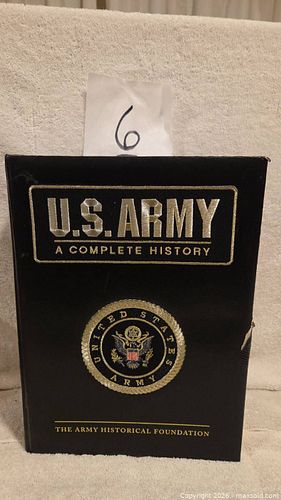 6
U.S. ARMY
A COMPLETE HISTORY
UNITED STATES
ARMY
THE ARMY HISTORICAL FOUNDATION
Copyright 2026 - maxsold.com